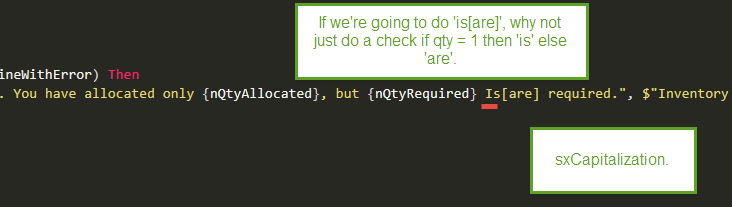 If we're going to do 'is[are]', why not
just do a check if qty = 1 then 'is' else
'are'.
ineWithError) Then
. You have allocated only {nQtyAllocated}, but {nQtyRequired} Is[are] required.", $"Inventory
sxCapitalization.